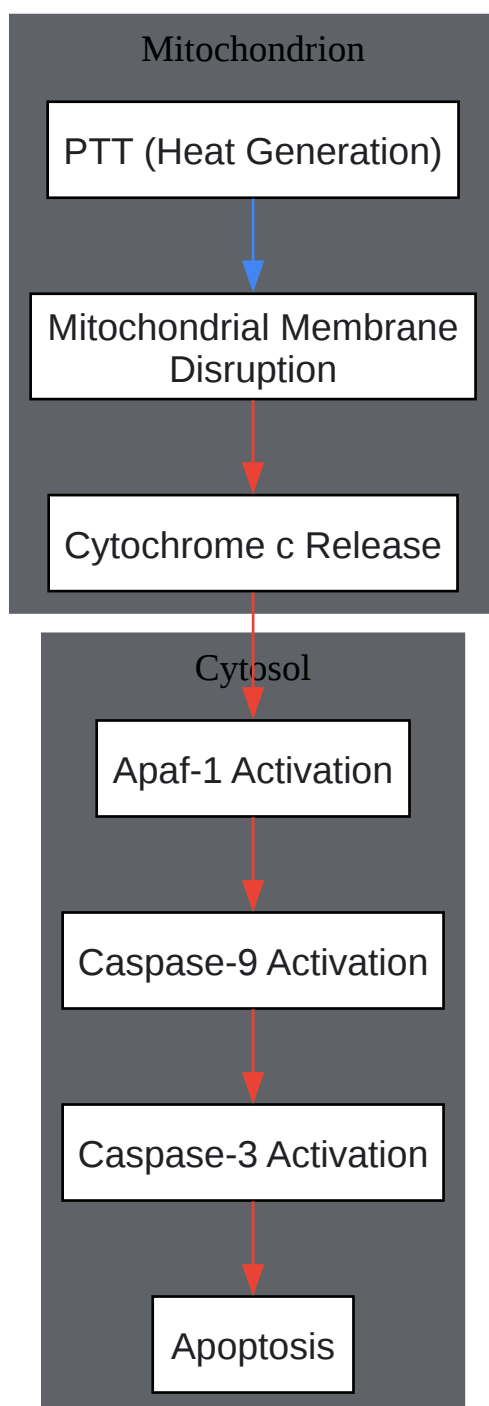 Mitochondrion
PTT (Heat Generation)
Mitochondrial Membrane
Disruption
Cytochrome c Release
Cytosol
Apaf-1 Activation
Caspase-9 Activation
Caspase-3 Activation
Apoptosis